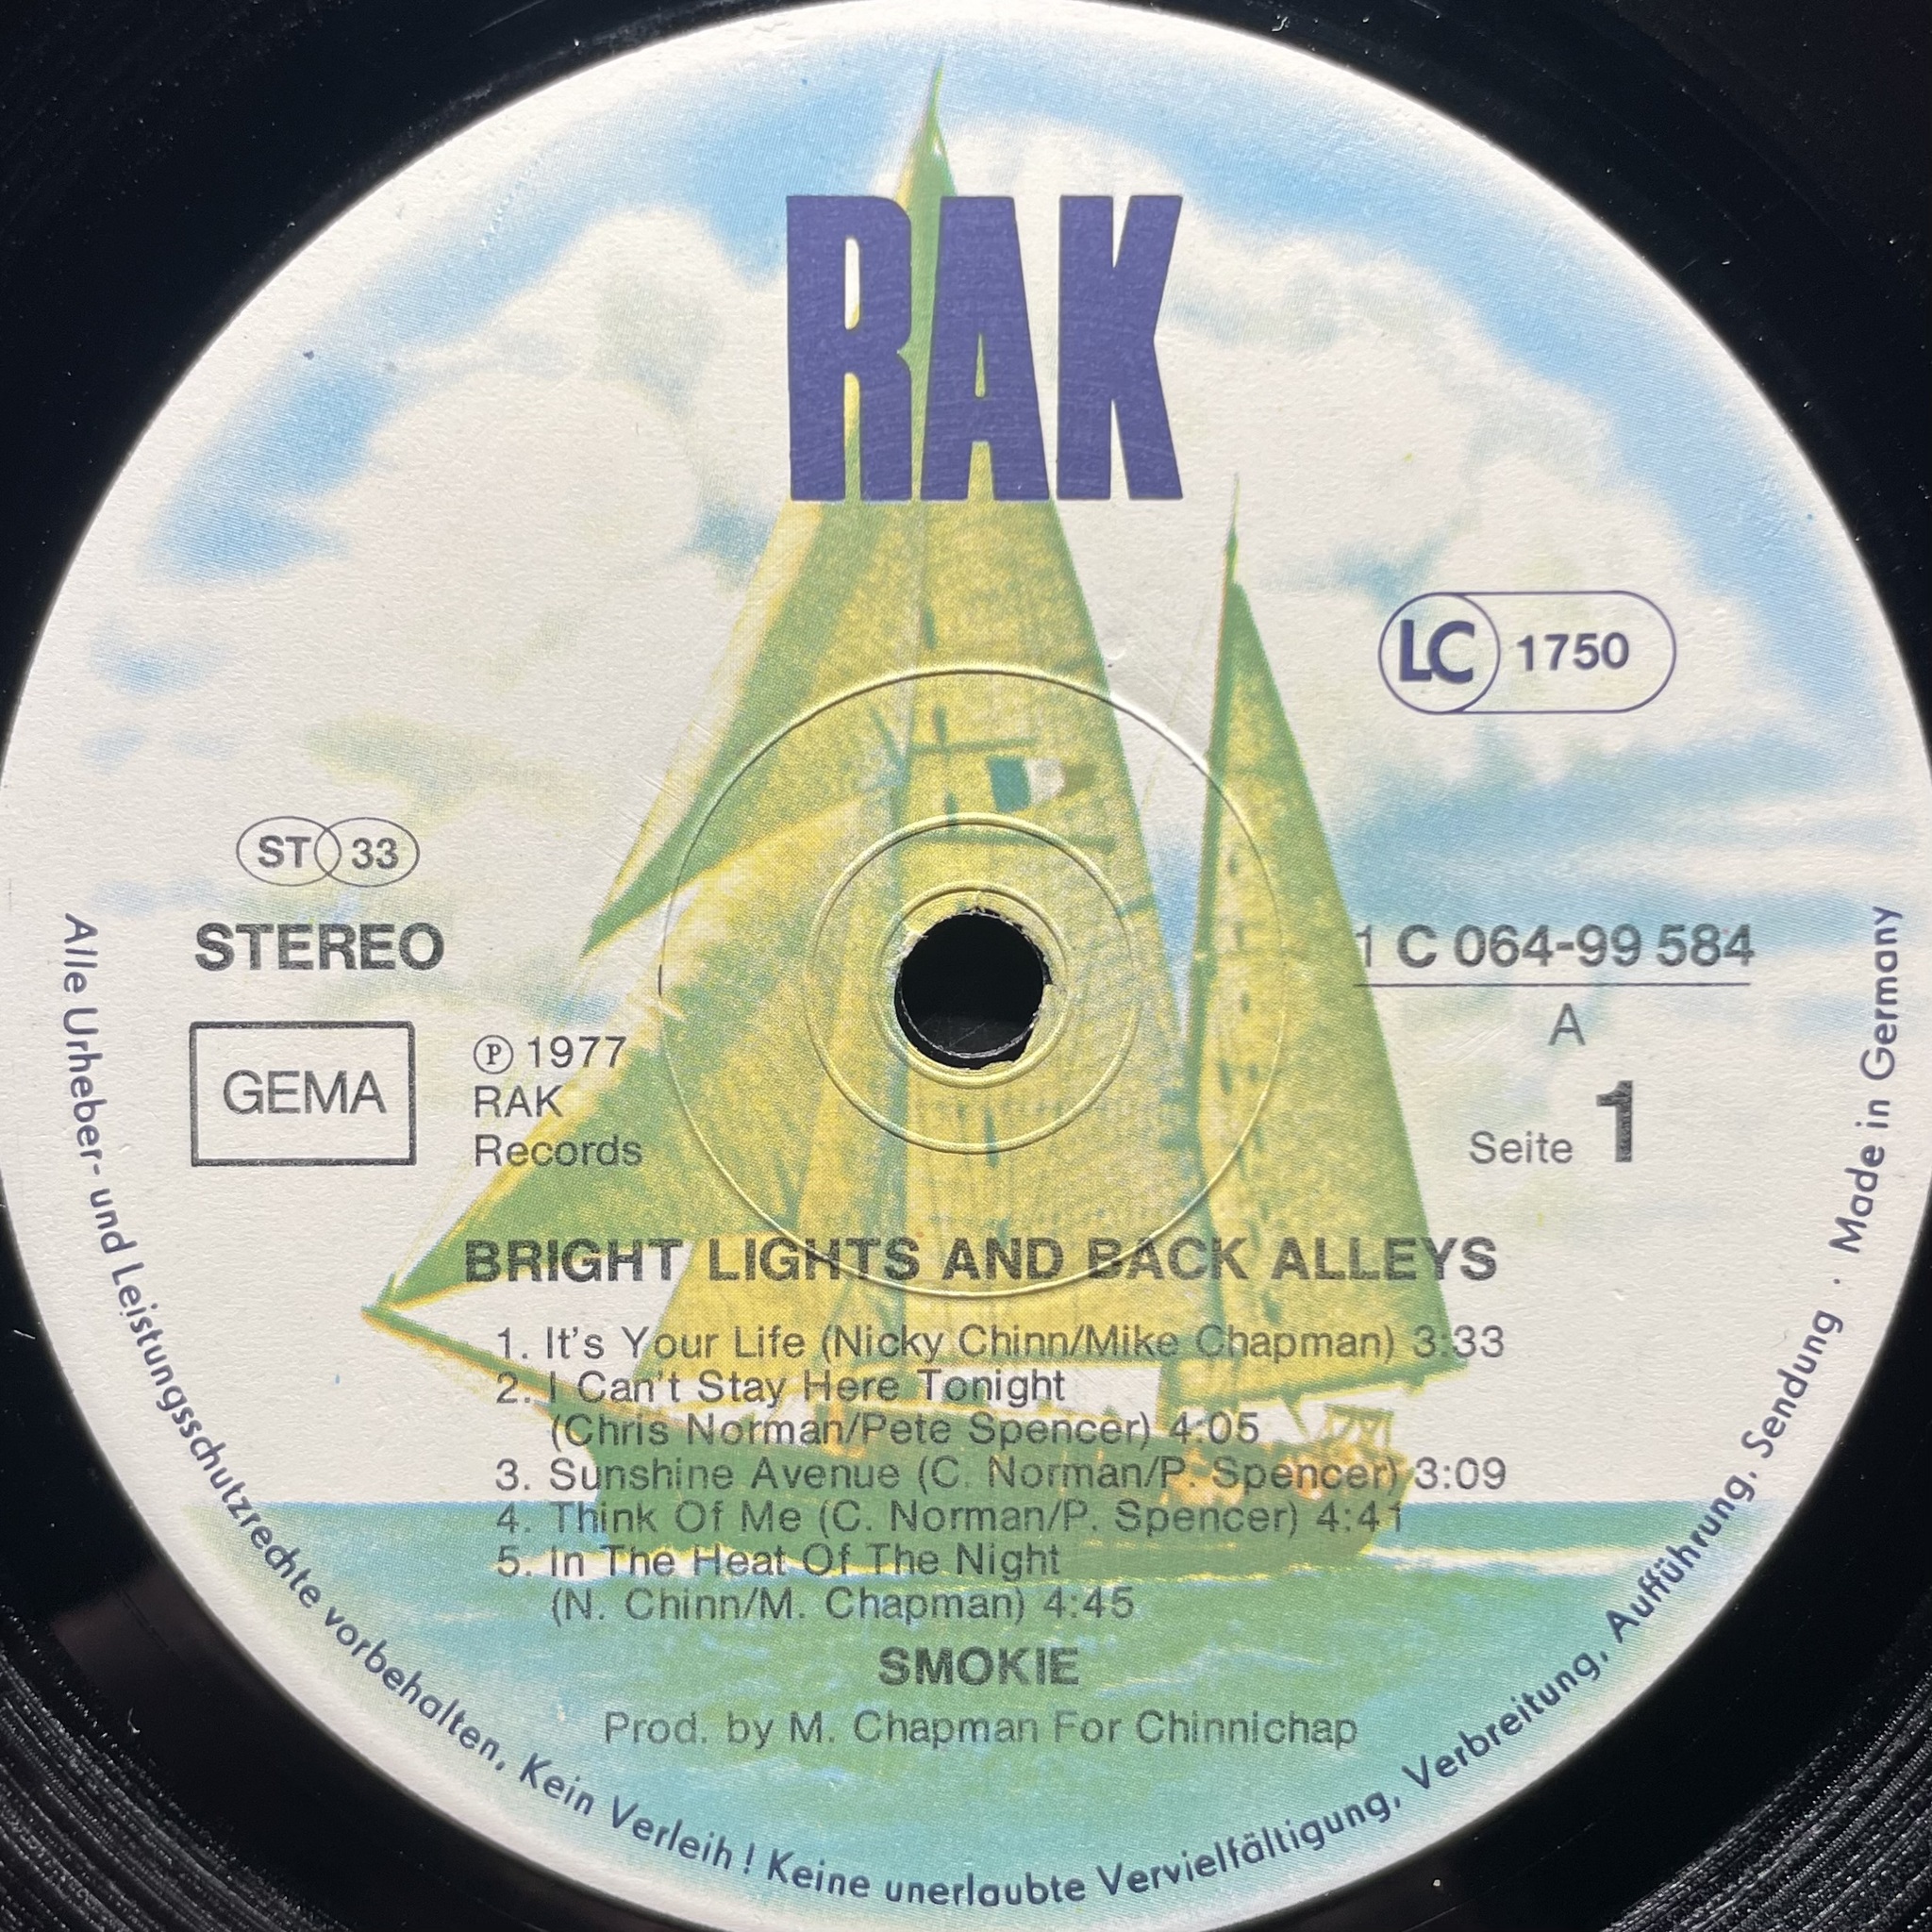 RAK
LC 1750
ST 33
STEREO
1 C 064-99 584
A
GEMA
℗ 1977
RAK
Records
Seite 1
BRIGHT LIGHTS AND BACK ALLEYS
1. It's Your Life (Nicky Chinn/Mike Chapman) 3:33
2. I Can't Stay Here Tonight
(Chris Norman/Pete Spencer) 4:05
3. Sunshine Avenue (C. Norman/P. Spencer) 3:09
4. Think Of Me (C. Norman/P. Spencer) 4:41
5. In The Heat Of The Night
(N. Chinn/M. Chapman) 4:45
SMOKIE
Prod. by M. Chapman For Chinnichap
Alle Urheber- und Leistungsschutzrechte vorbehalten. Kein Verleih! Keine unerlaubte Vervielfältigung, Verbreitung, Aufführung, Sendung · Made in Germany